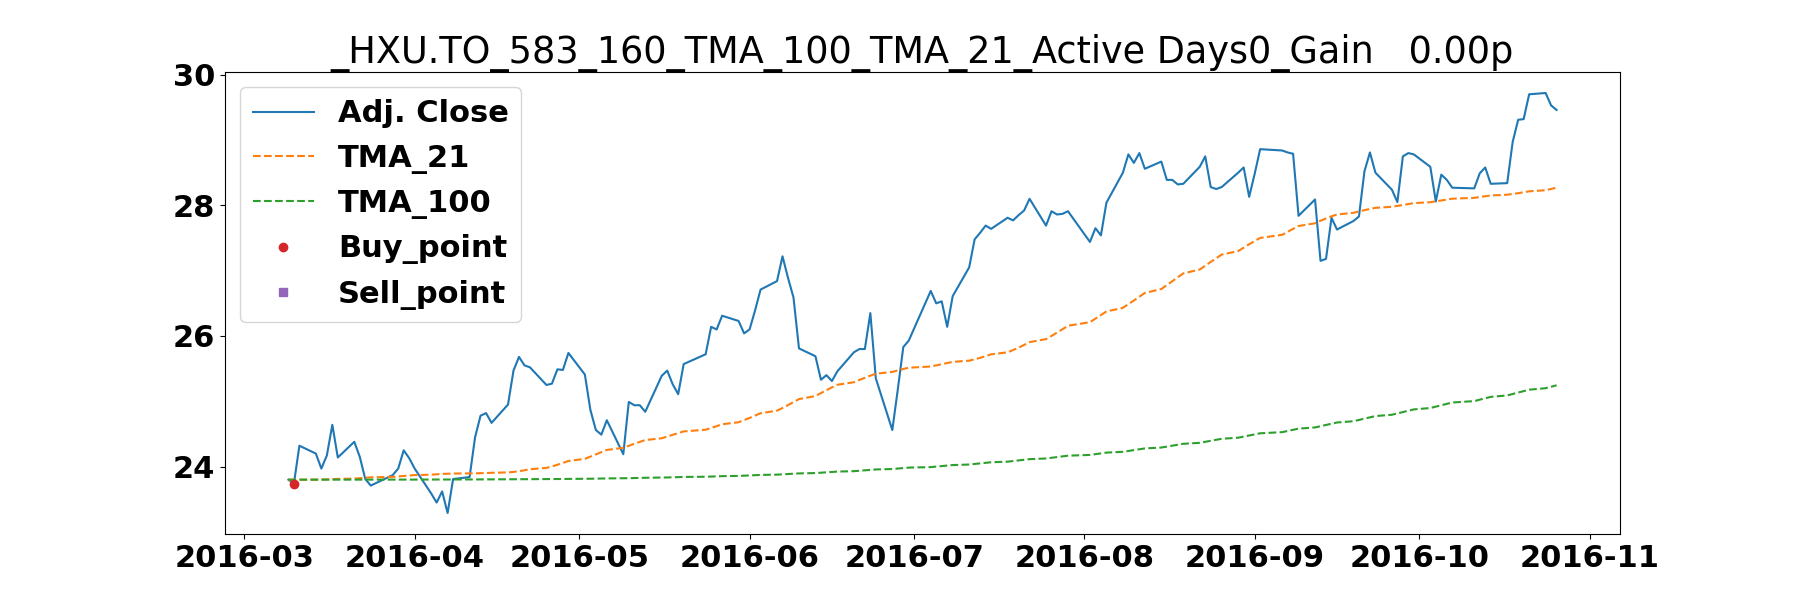 _HXU.TO_583_160_TMA_100_TMA_21_Active Days0_Gain   0.00p
30
28
26
24
Adj. Close
TMA_21
TMA_100
Buy_point
Sell_point
2016-03 2016-04 2016-05 2016-06 2016-07 2016-08 2016-09 2016-10 2016-11